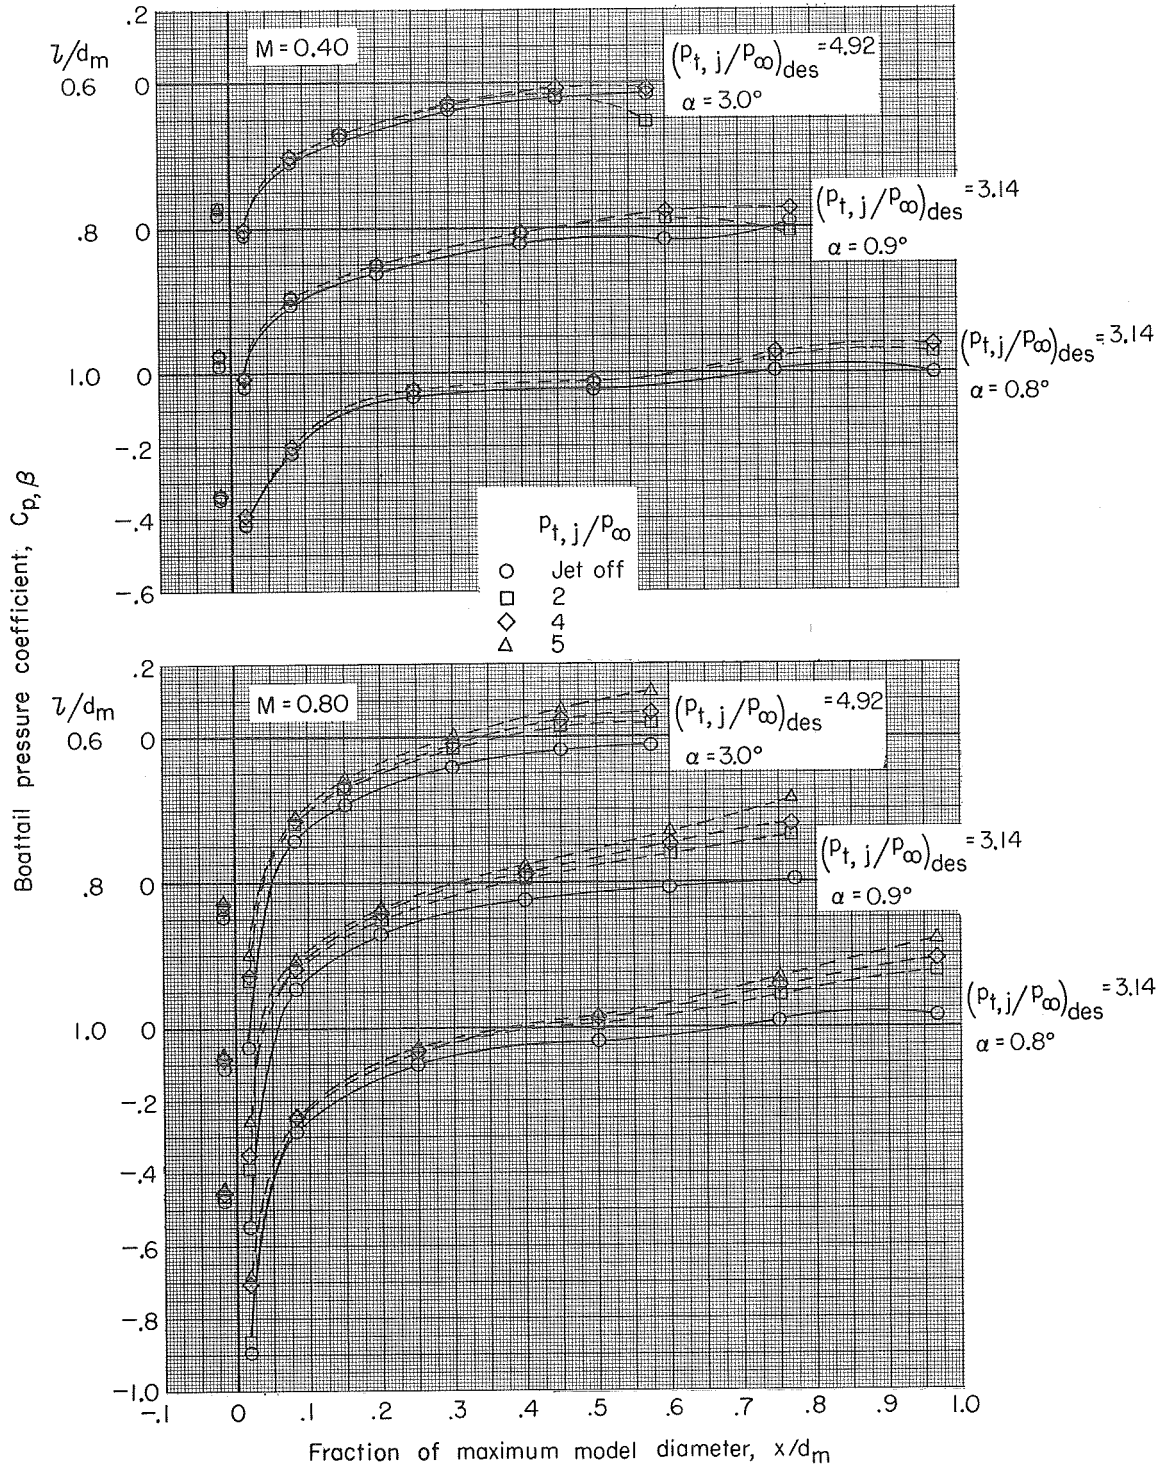 .2
M = 0.40
(p_t,j/p_∞)_des = 4.92
α = 3.0°
l/d_m
0.6 0
(p_t,j/p_∞)_des = 3.14
α = 0.9°
.8 0
(p_t,j/p_∞)_des = 3.14
α = 0.8°
1.0 0
-.2
-.4
-.6
p_t,j/p_∞
○ Jet off
□ 2
◇ 4
△ 5
Boattail pressure coefficient, C_p,β
.2
M = 0.80
(p_t,j/p_∞)_des = 4.92
α = 3.0°
l/d_m
0.6 0
(p_t,j/p_∞)_des = 3.14
α = 0.9°
.8 0
(p_t,j/p_∞)_des = 3.14
α = 0.8°
1.0 0
-.2
-.4
-.6
-.8
-1.0
-.1 0 .1 .2 .3 .4 .5 .6 .7 .8 .9 1.0
Fraction of maximum model diameter, x/d_m